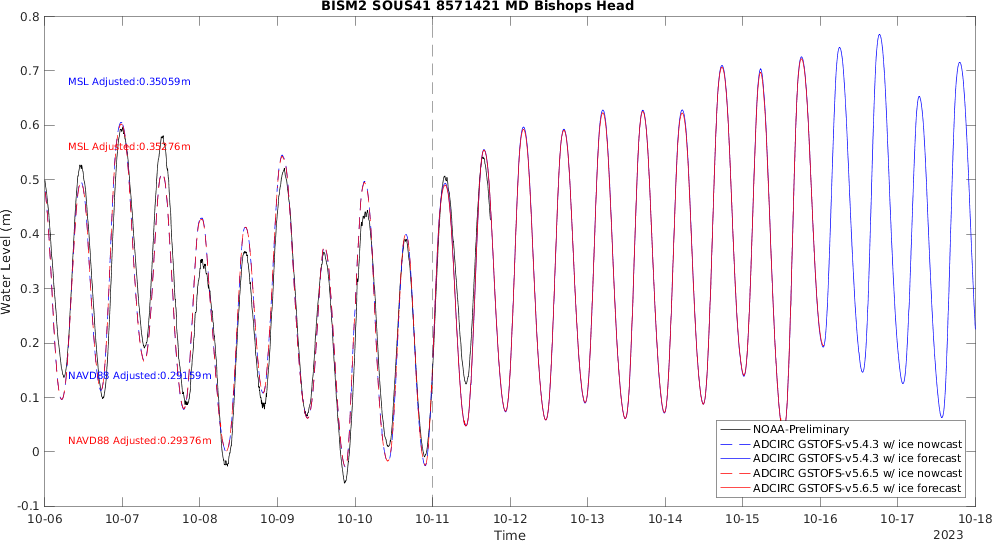 BISM2 SOUS41 8571421 MD Bishops Head
0.8
0.7
0.6
0.5
0.4
0.3
0.2
0.1
0
-0.1
Water Level (m)
MSL Adjusted:0.35059m
MSL Adjusted:0.35276m
NAVD88 Adjusted:0.29159m
NAVD88 Adjusted:0.29376m
NOAA-Preliminary
ADCIRC GSTOFS-v5.4.3 w/ ice nowcast
ADCIRC GSTOFS-v5.4.3 w/ ice forecast
ADCIRC GSTOFS-v5.6.5 w/ ice nowcast
ADCIRC GSTOFS-v5.6.5 w/ ice forecast
10-06 10-07 10-08 10-09 10-10 10-11 10-12 10-13 10-14 10-15 10-16 10-17 10-18
Time
2023